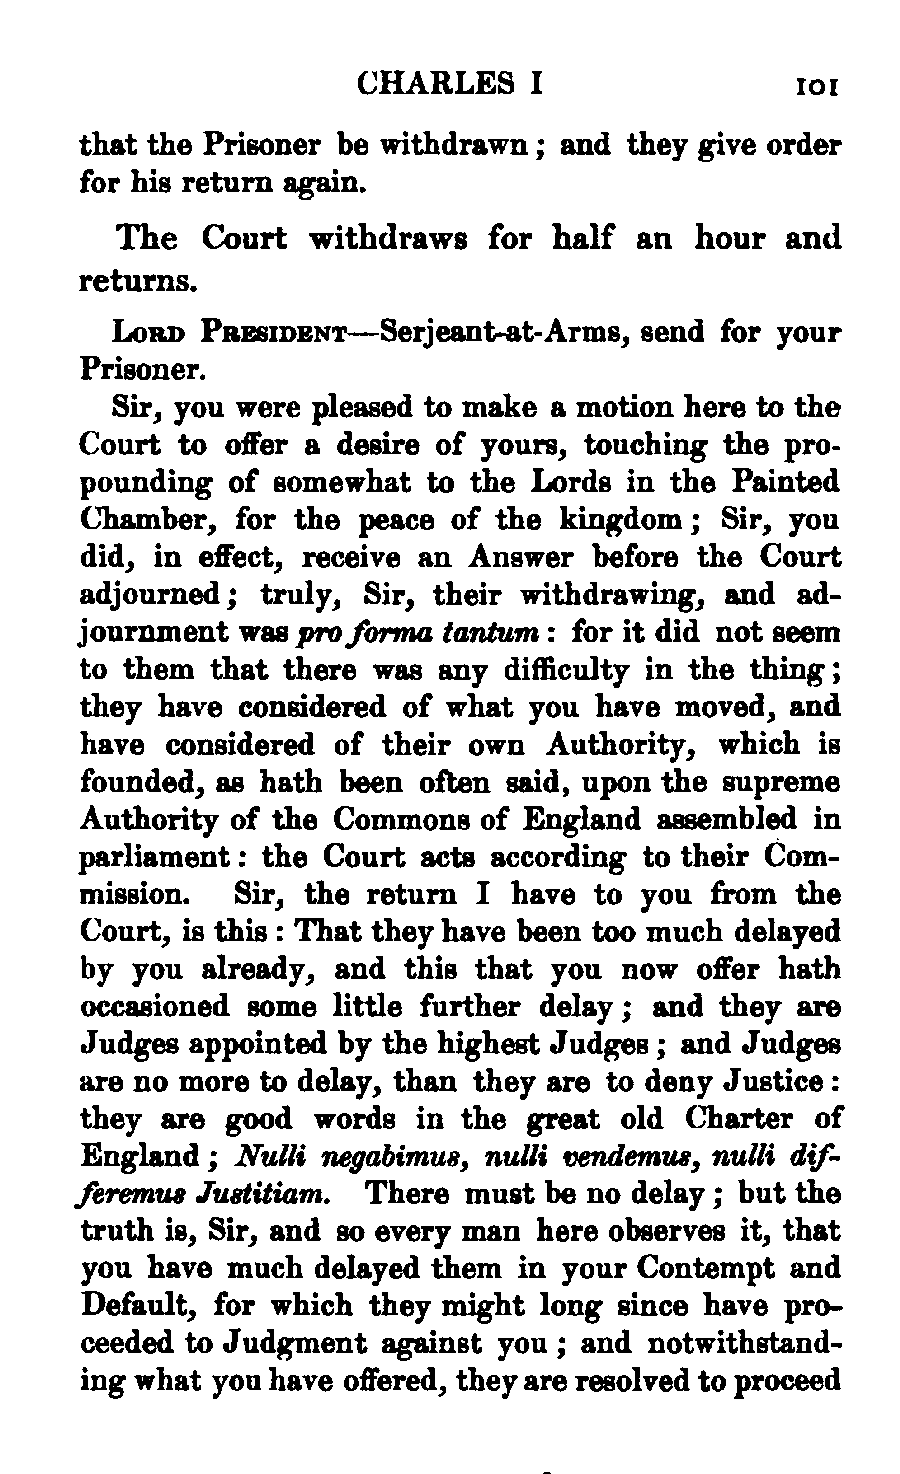 CHARLES I 101
that the Prisoner be withdrawn; and they give order
for his return again.
The Court withdraws for half an hour and
returns.
LORD PRESIDENT—Serjeant-at-Arms, send for your
Prisoner.
Sir, you were pleased to make a motion here to the
Court to offer a desire of yours, touching the pro-
pounding of somewhat to the Lords in the Painted
Chamber, for the peace of the kingdom; Sir, you
did, in effect, receive an Answer before the Court
adjourned; truly, Sir, their withdrawing, and ad-
journment was pro forma tantum: for it did not seem
to them that there was any difficulty in the thing;
they have considered of what you have moved, and
have considered of their own Authority, which is
founded, as hath been often said, upon the supreme
Authority of the Commons of England assembled in
parliament: the Court acts according to their Com-
mission. Sir, the return I have to you from the
Court, is this: That they have been too much delayed
by you already, and this that you now offer hath
occasioned some little further delay; and they are
Judges appointed by the highest Judges; and Judges
are no more to delay, than they are to deny Justice:
they are good words in the great old Charter of
England; Nulli negabimus, nulli vendemus, nulli dif-
feremus Justitiam. There must be no delay; but the
truth is, Sir, and so every man here observes it, that
you have much delayed them in your Contempt and
Default, for which they might long since have pro-
ceeded to Judgment against you; and notwithstand-
ing what you have offered, they are resolved to proceed